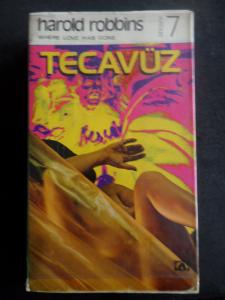 harold robbins
WHERE LOVE HAS GONE
7
TECAVÜZ